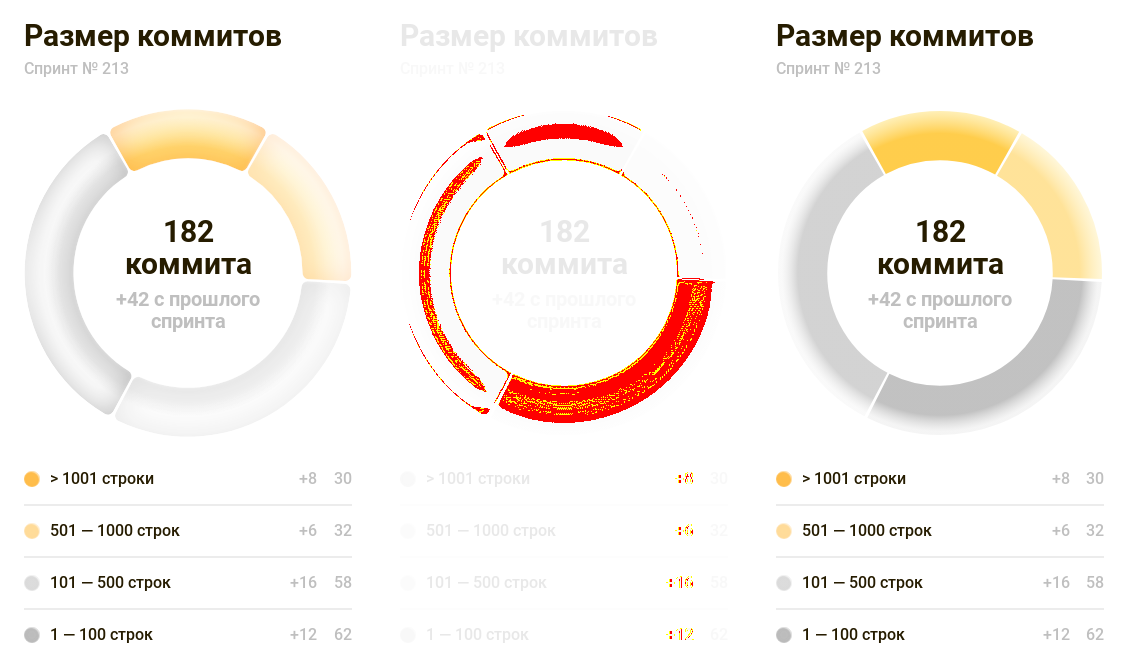 Размер коммитов
Спринт № 213
182
коммита
+42 с прошлого
спринта
> 1001 строки +8 30
501 — 1000 строк +6 32
101 — 500 строк +16 58
1 — 100 строк +12 62
Размер коммитов
Спринт № 213
182
коммита
+42 с прошлого
спринта
> 1001 строки 30
501 — 1000 строк 32
101 — 500 строк 58
1 — 100 строк 62
Размер коммитов
Спринт № 213
182
коммита
+42 с прошлого
спринта
> 1001 строки +8 30
501 — 1000 строк +6 32
101 — 500 строк +16 58
1 — 100 строк +12 62